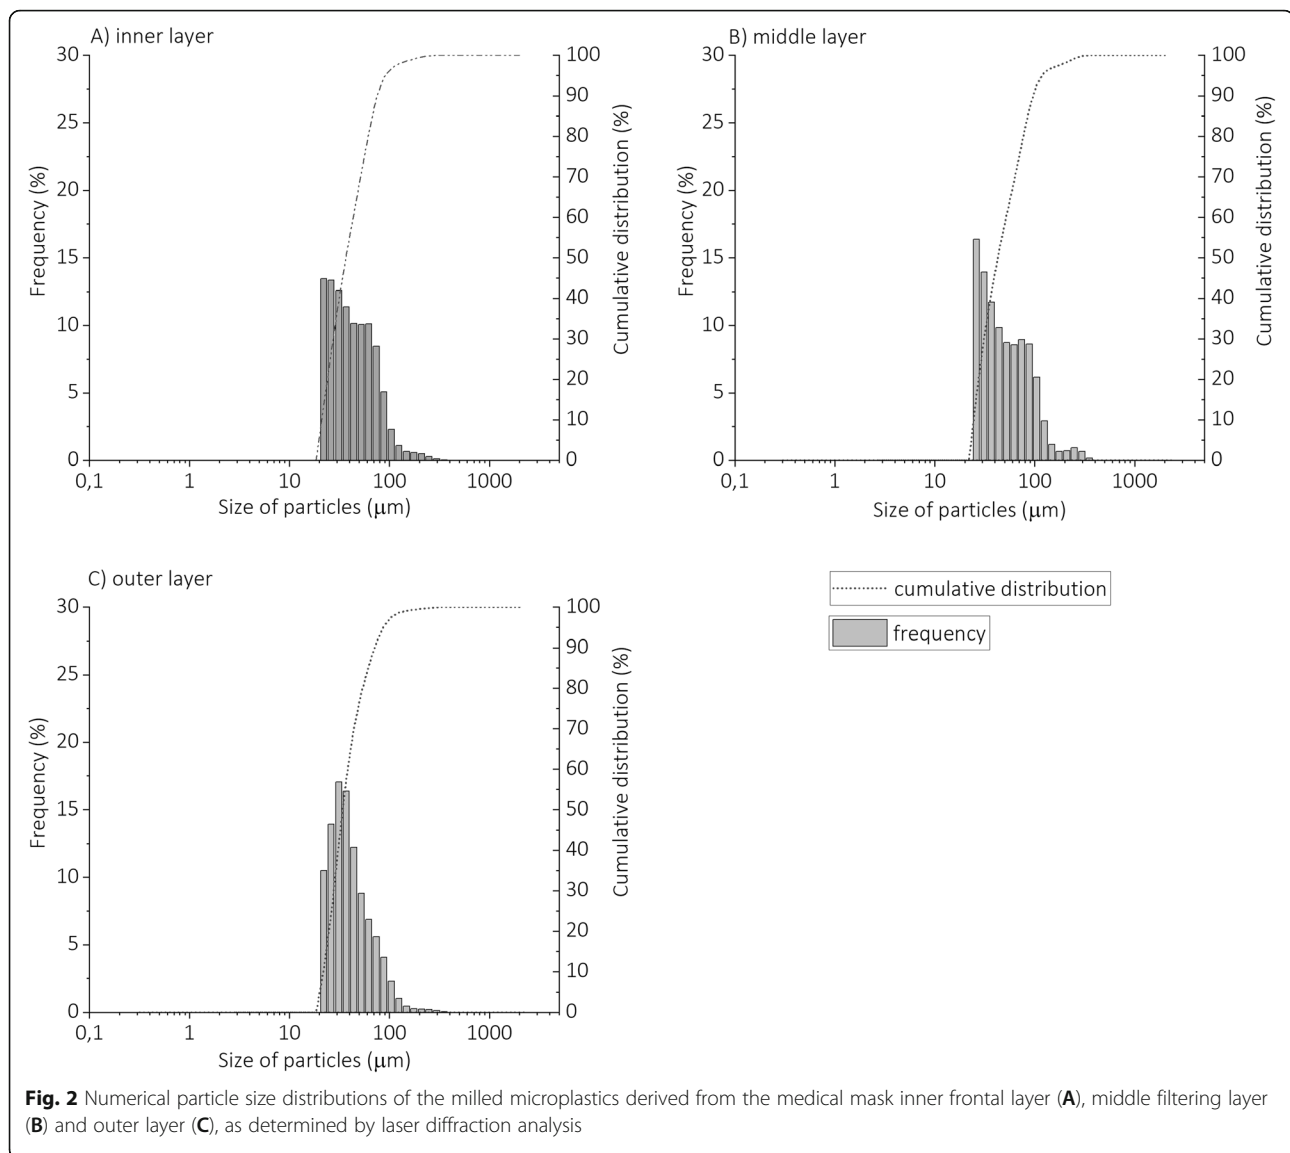 A) inner layer
30
25
20
15
10
5
0
Frequency (%)
100
90
80
70
60
50
40
30
20
10
0
Cumulative distribution (%)
0,1 1 10 100 1000
Size of particles (μm)
B) middle layer
30
25
20
15
10
5
0
Frequency (%)
100
90
80
70
60
50
40
30
20
10
0
Cumulative distribution (%)
0,1 1 10 100 1000
Size of particles (μm)
C) outer layer
30
25
20
15
10
5
0
Frequency (%)
100
90
80
70
60
50
40
30
20
10
0
Cumulative distribution (%)
0,1 1 10 100 1000
Size of particles (μm)
cumulative distribution
frequency
Fig. 2 Numerical particle size distributions of the milled microplastics derived from the medical mask inner frontal layer (A), middle filtering layer
(B) and outer layer (C), as determined by laser diffraction analysis